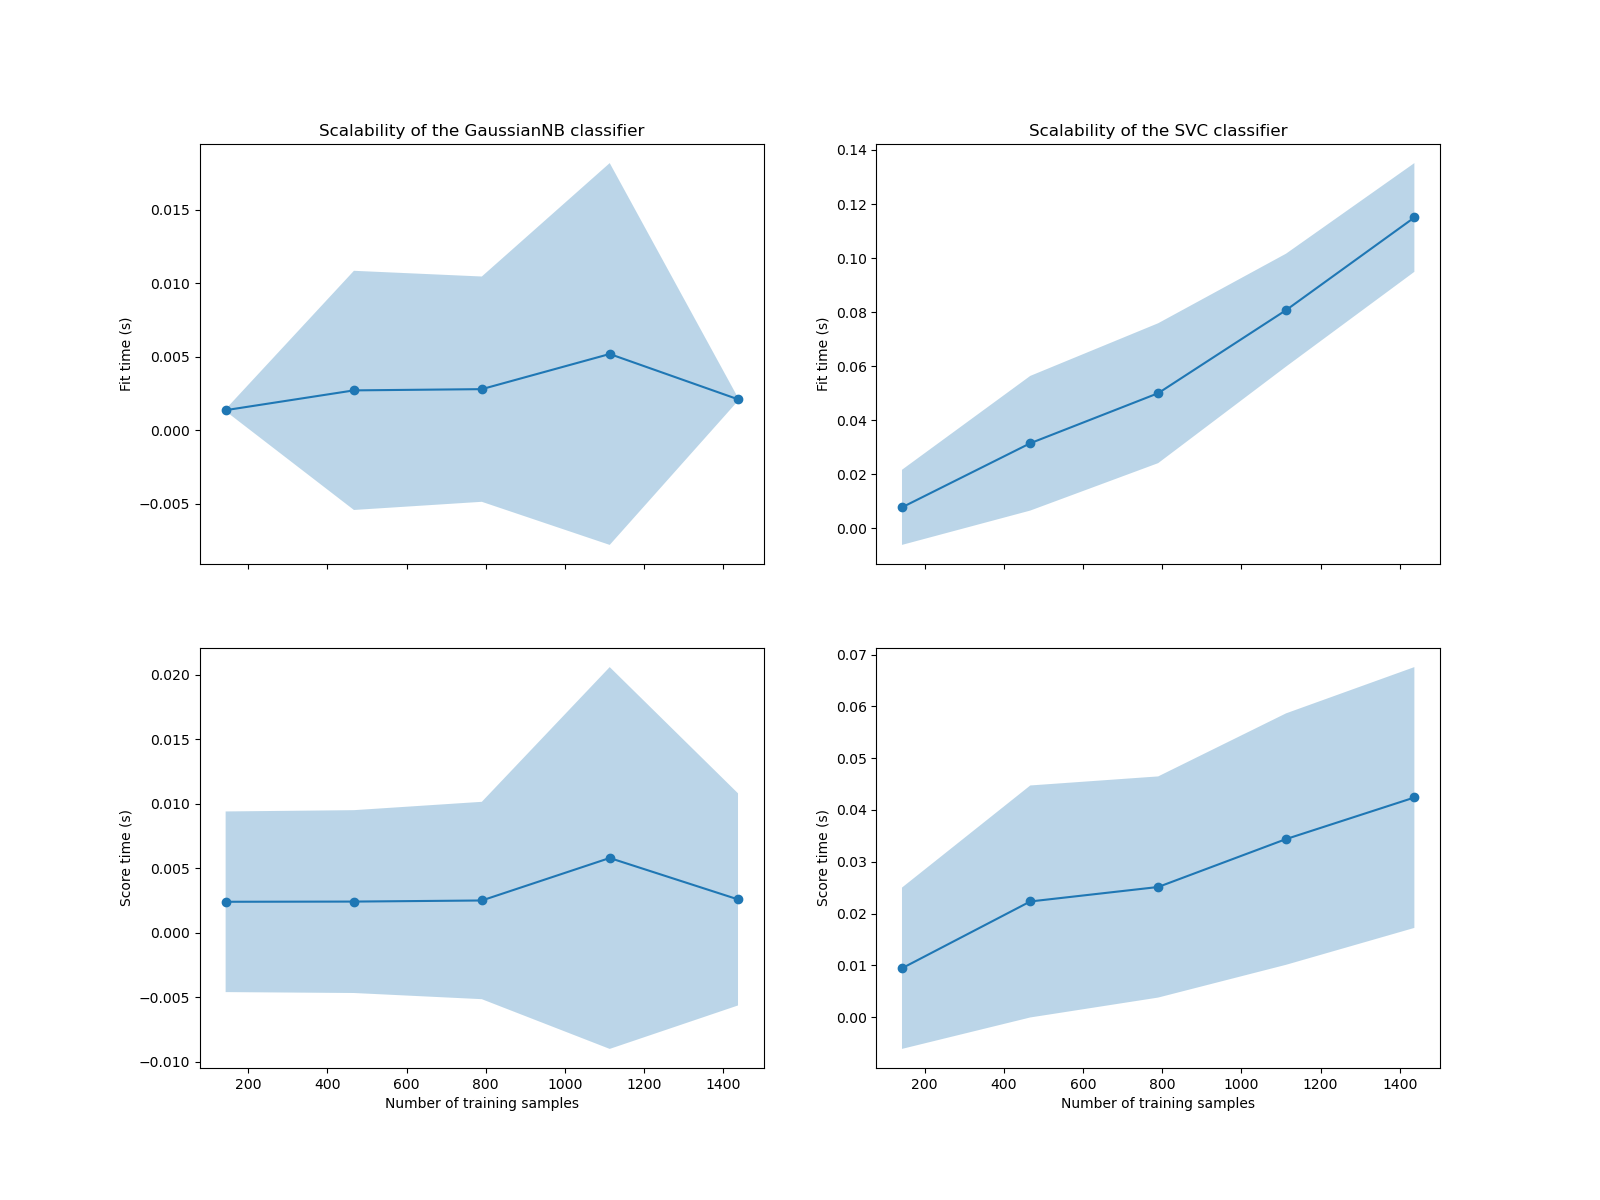 Scalability of the GaussianNB classifier
0.015
0.010
0.005
0.000
−0.005
Fit time (s)
Scalability of the SVC classifier
0.14
0.12
0.10
0.08
0.06
0.04
0.02
0.00
Fit time (s)
0.020
0.015
0.010
0.005
0.000
−0.005
−0.010
Score time (s)
200 400 600 800 1000 1200 1400
Number of training samples
0.07
0.06
0.05
0.04
0.03
0.02
0.01
0.00
Score time (s)
200 400 600 800 1000 1200 1400
Number of training samples